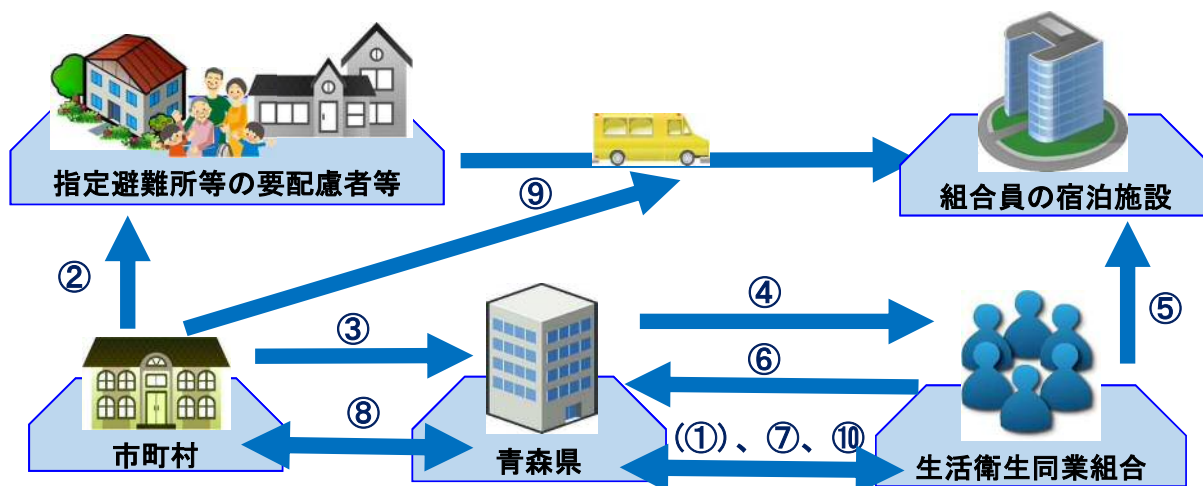 指定避難所等の要配慮者等
組合員の宿泊施設
⑨
②
④
⑤
③
⑥
⑧
(①)、⑦、⑩
市町村
青森県
生活衛生同業組合